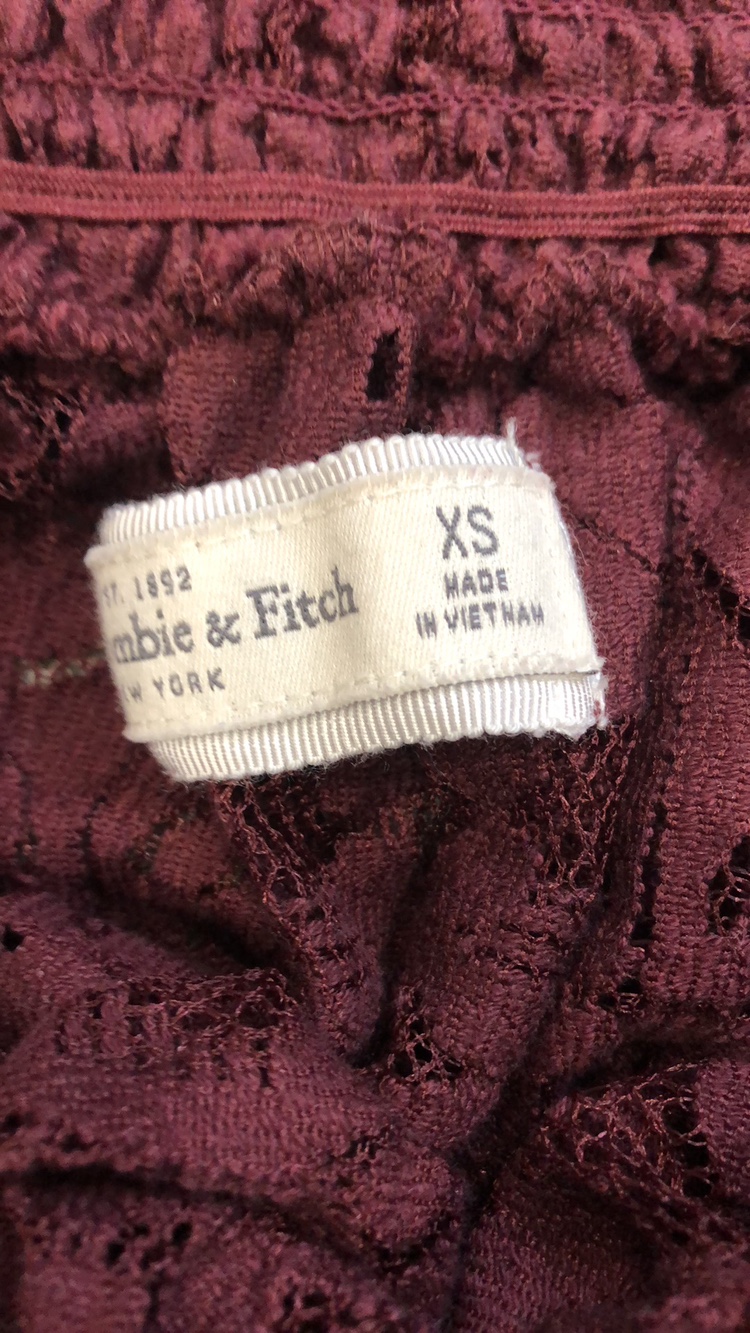 ST. 1892
mbie & Fitch
W YORK
XS
MADE
IN VIETNAM